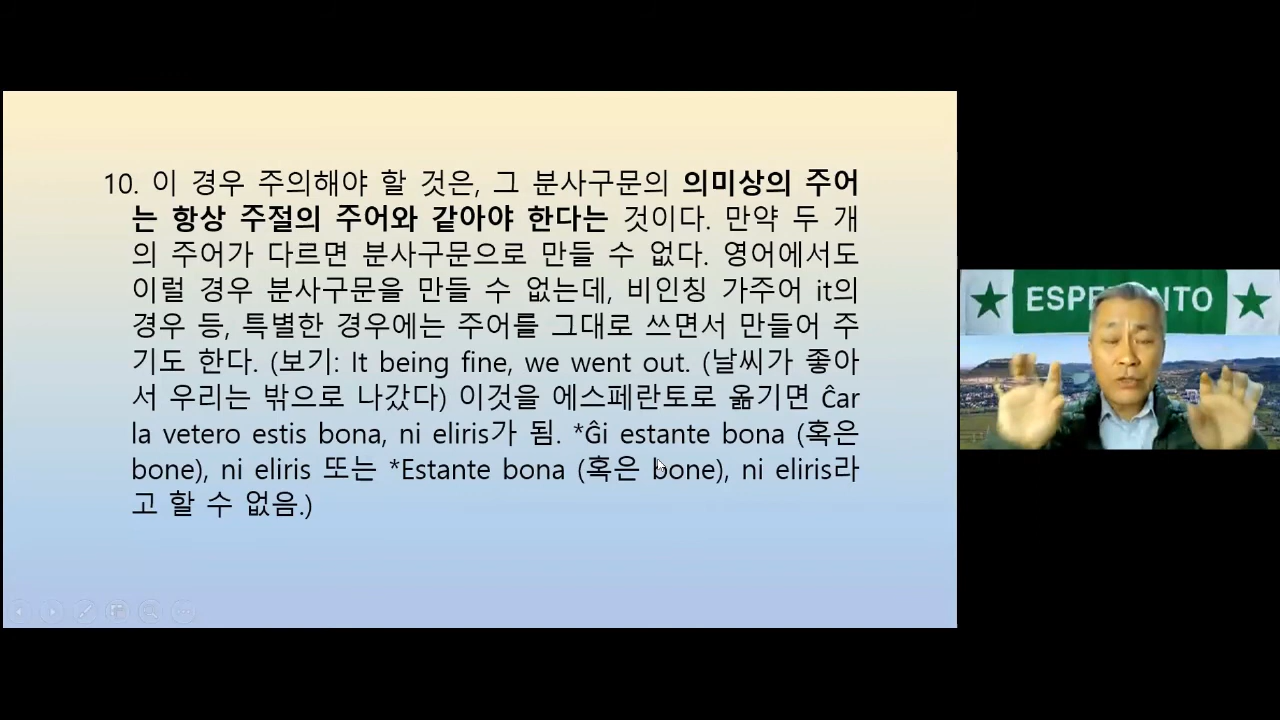 10. 이 경우 주의해야 할 것은, 그 분사구문의 의미상의 주어
는 항상 주절의 주어와 같아야 한다는 것이다. 만약 두 개
의 주어가 다르면 분사구문으로 만들 수 없다. 영어에서도
이럴 경우 분사구문을 만들 수 없는데, 비인칭 가주어 it의
경우 등, 특별한 경우에는 주어를 그대로 쓰면서 만들어 주
기도 한다. (보기: It being fine, we went out. (날씨가 좋아
서 우리는 밖으로 나갔다) 이것을 에스페란토로 옮기면 Ĉar
la vetero estis bona, ni eliris가 됨. *Ĝi estante bona (혹은
bone), ni eliris 또는 *Estante bona (혹은 bone), ni eliris라
고 할 수 없음.)
ESPE NTO